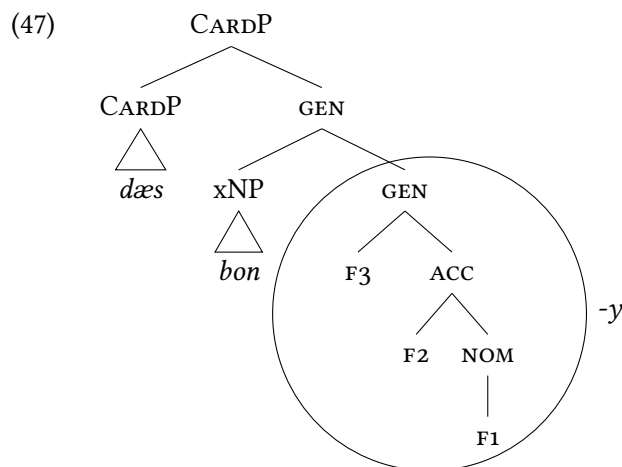 (47) CARDP
CARDP GEN
dæs xNP GEN
bon F3 ACC
-y
F2 NOM
F1